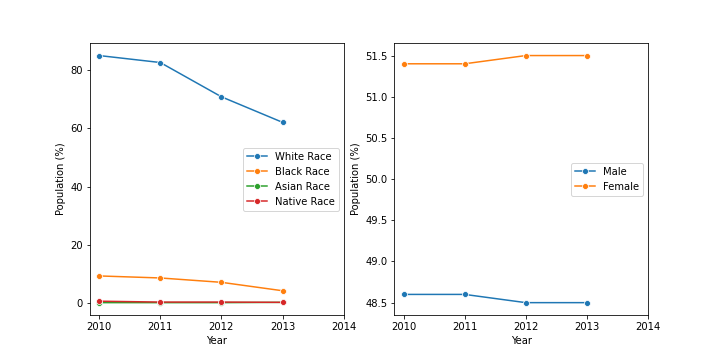 80
60
40
20
0
Population (%)
2010 2011 2012 2013 2014
Year
White Race
Black Race
Asian Race
Native Race
51.5
51.0
50.5
50.0
49.5
49.0
48.5
Population (%)
2010 2011 2012 2013 2014
Year
Male
Female